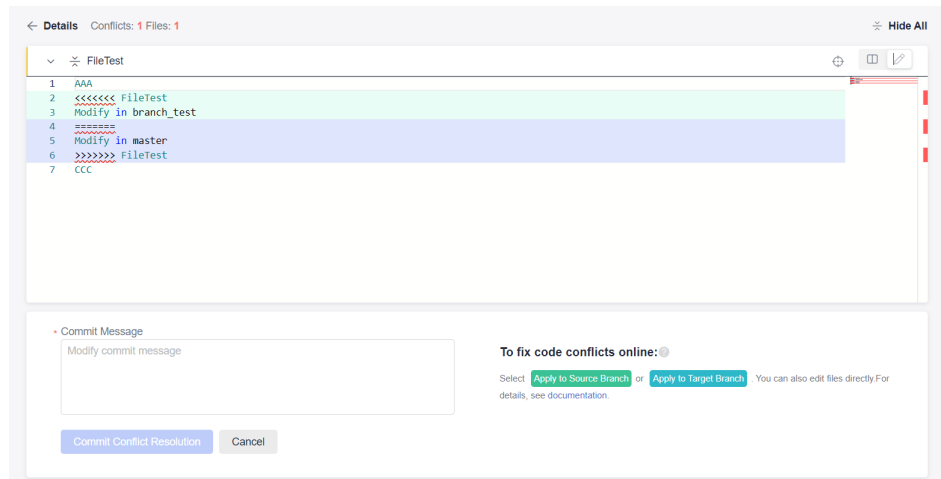 Details Conflicts: 1 Files: 1 Hide All
FileTest
1 AAA
2 <<<<<<< FileTest
3 Modify in branch_test
4 =======
5 Modify in master
6 >>>>>>> FileTest
7 CCC
* Commit Message
Modify commit message
To fix code conflicts online:
Select Apply to Source Branch or Apply to Target Branch . You can also edit files directly.For
details, see documentation.
Commit Conflict Resolution Cancel